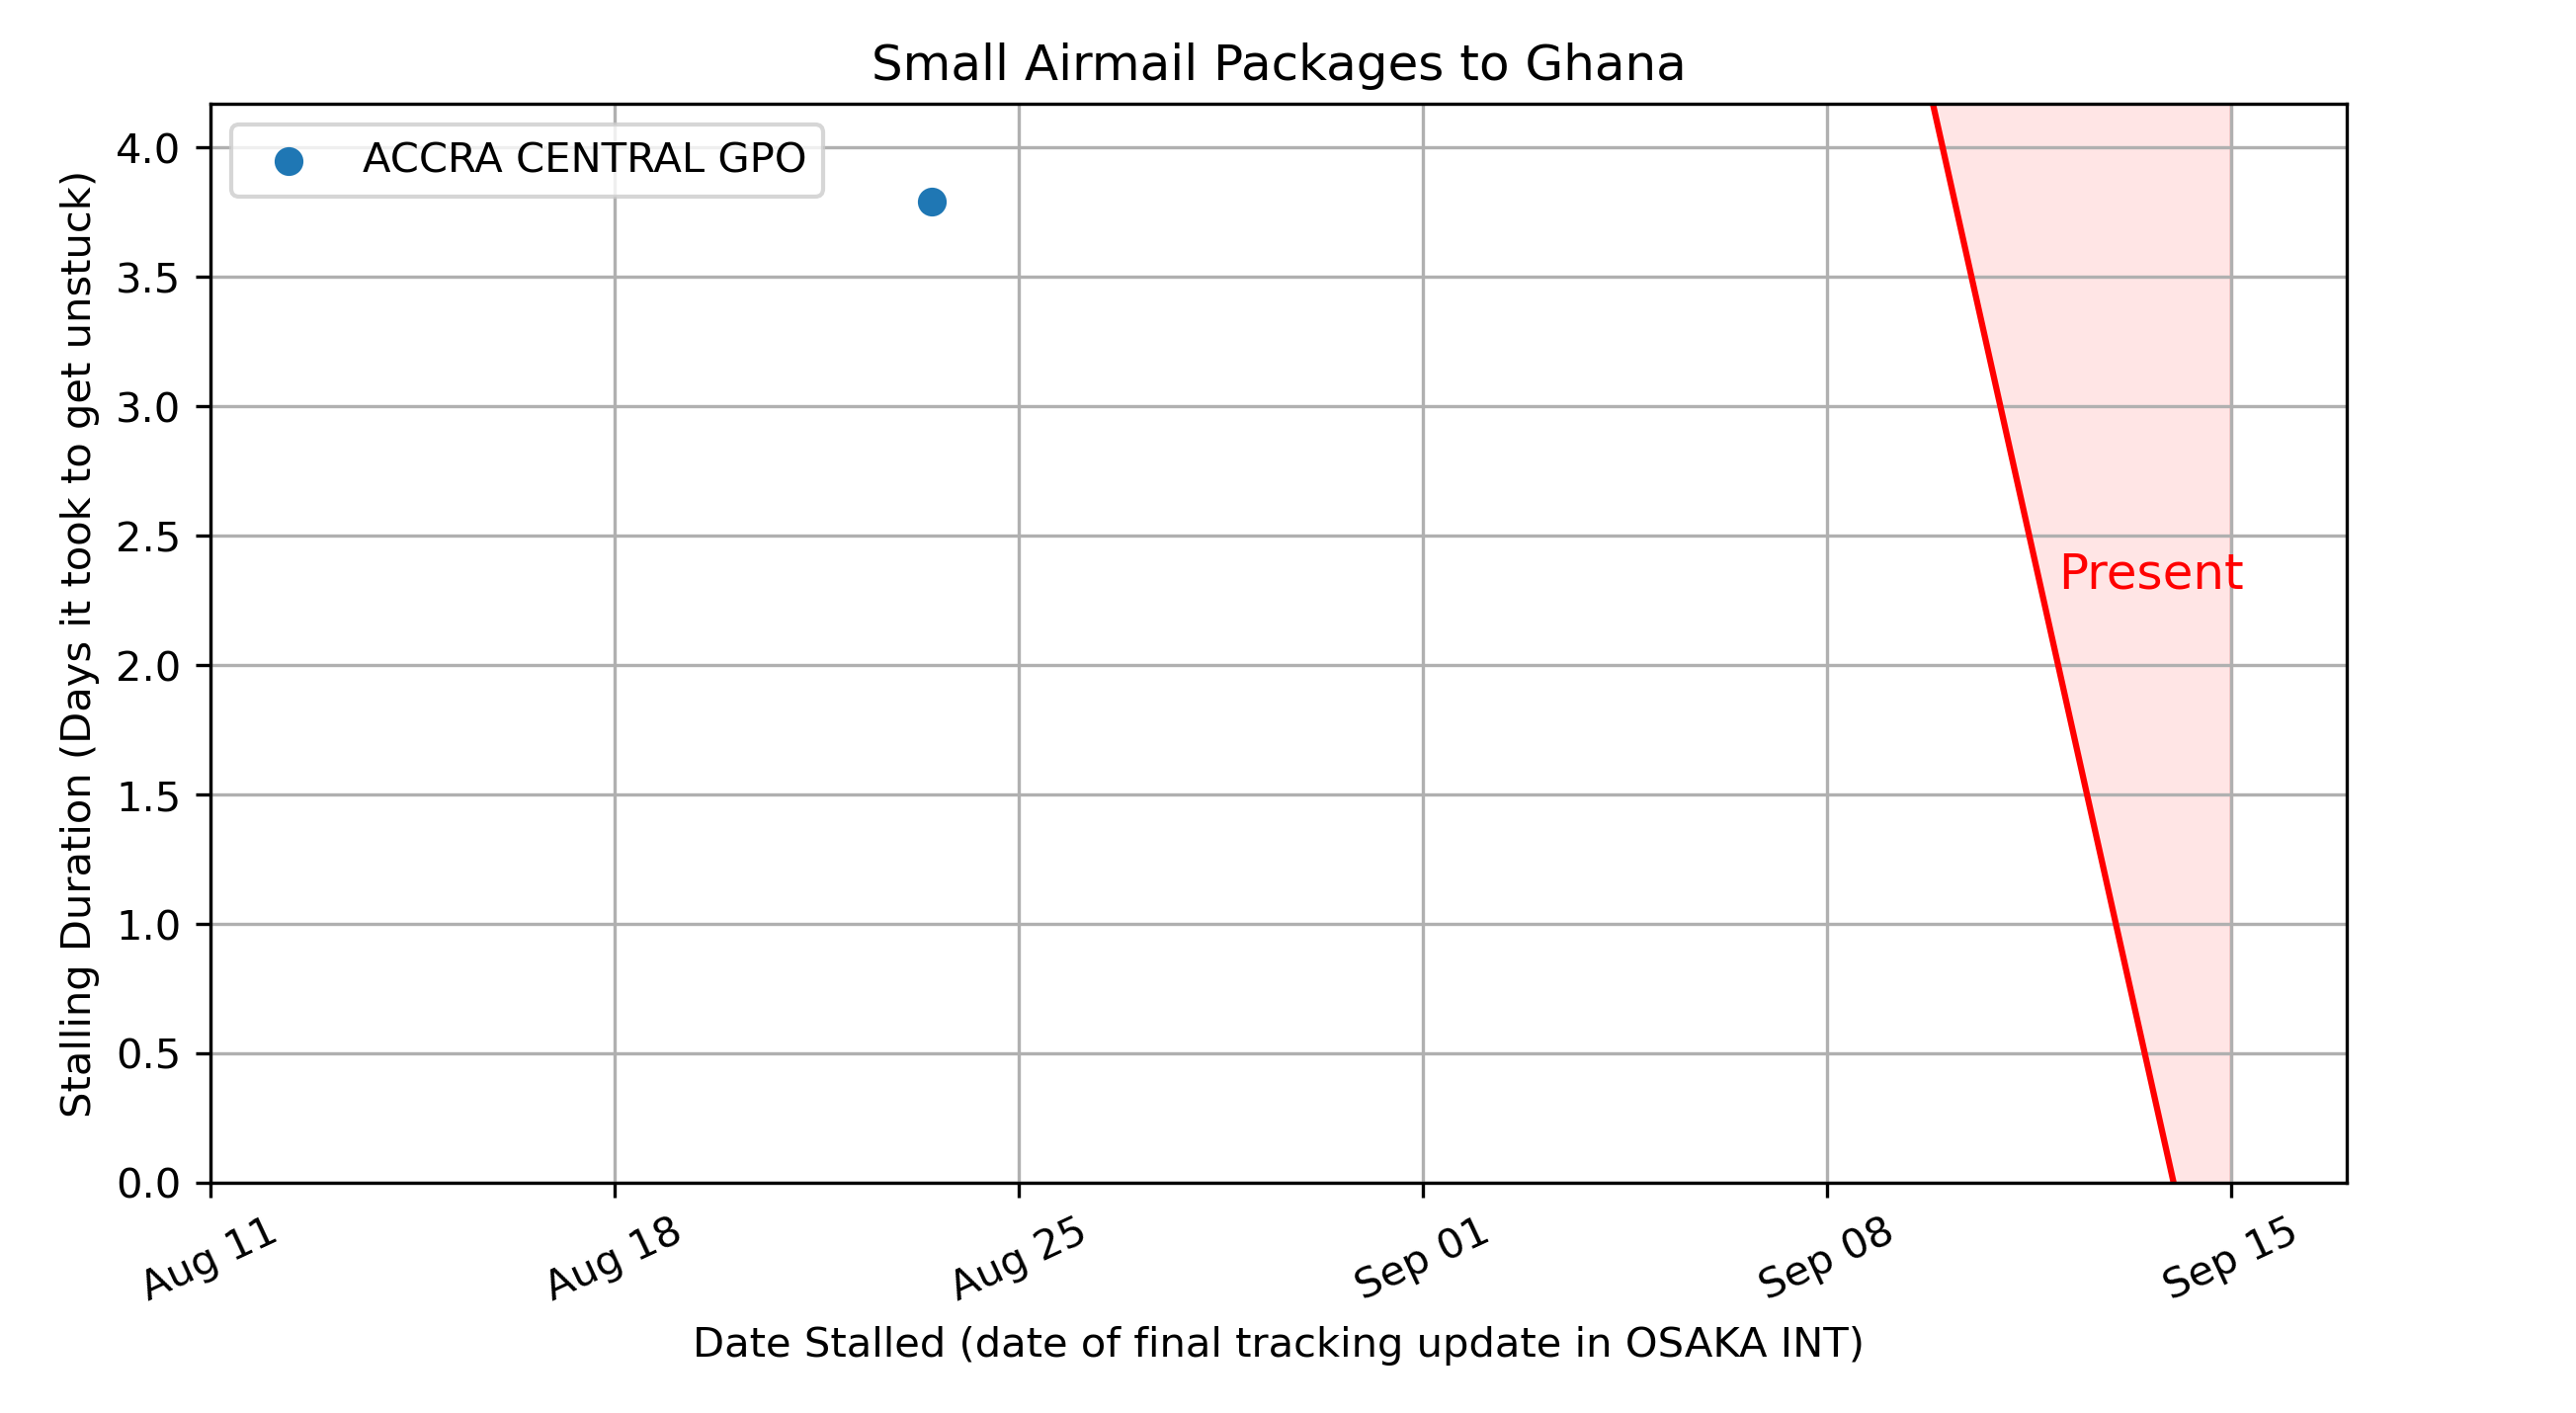 Small Airmail Packages to Ghana
ACCRA CENTRAL GPO
Stalling Duration (Days it took to get unstuck)
4.0
3.5
3.0
2.5
2.0
1.5
1.0
0.5
0.0
Present
Aug 11
Aug 18
Aug 25
Sep 01
Sep 08
Sep 15
Date Stalled (date of final tracking update in OSAKA INT)